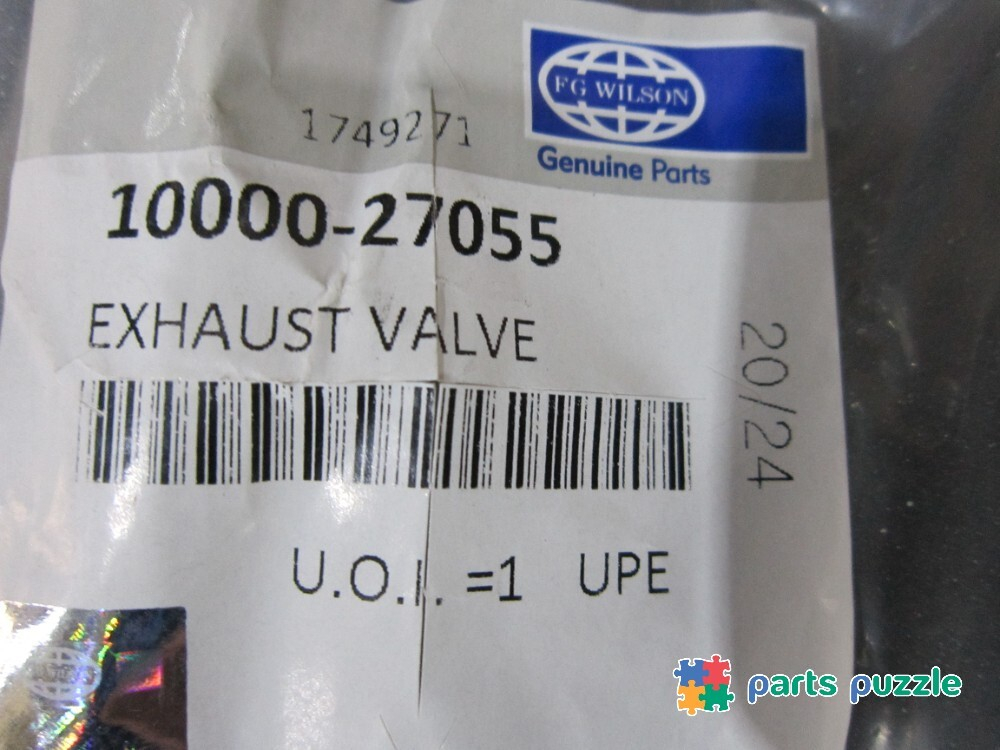 FG WILSON
Genuine Parts
1749271
10000-27055
EXHAUST VALVE
20/24
U.O.I. =1 UPE
parts puzzle